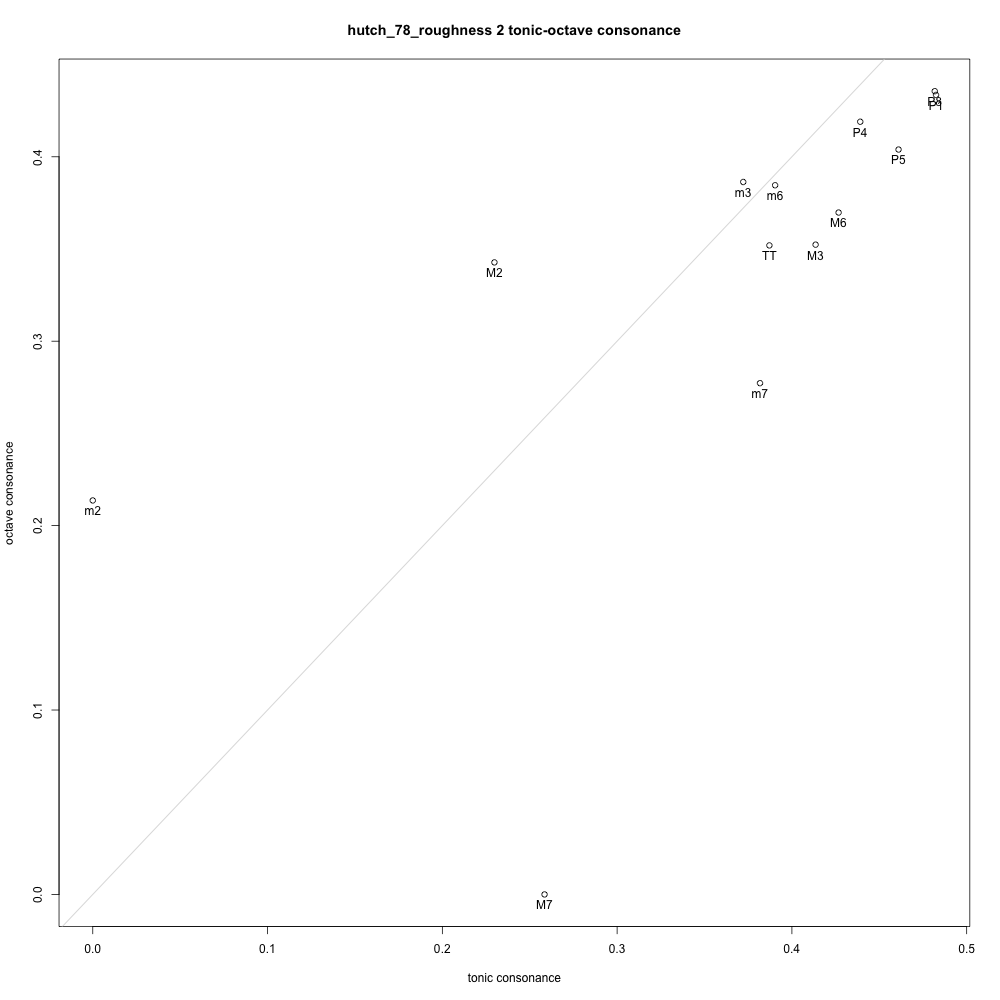 hutch_78_roughness 2 tonic-octave consonance
P8
P1
P4
P5
m3
m6
M6
TT
M3
M2
m7
m2
M7
octave consonance
0.4
0.3
0.2
0.1
0.0
0.0 0.1 0.2 0.3 0.4 0.5
tonic consonance